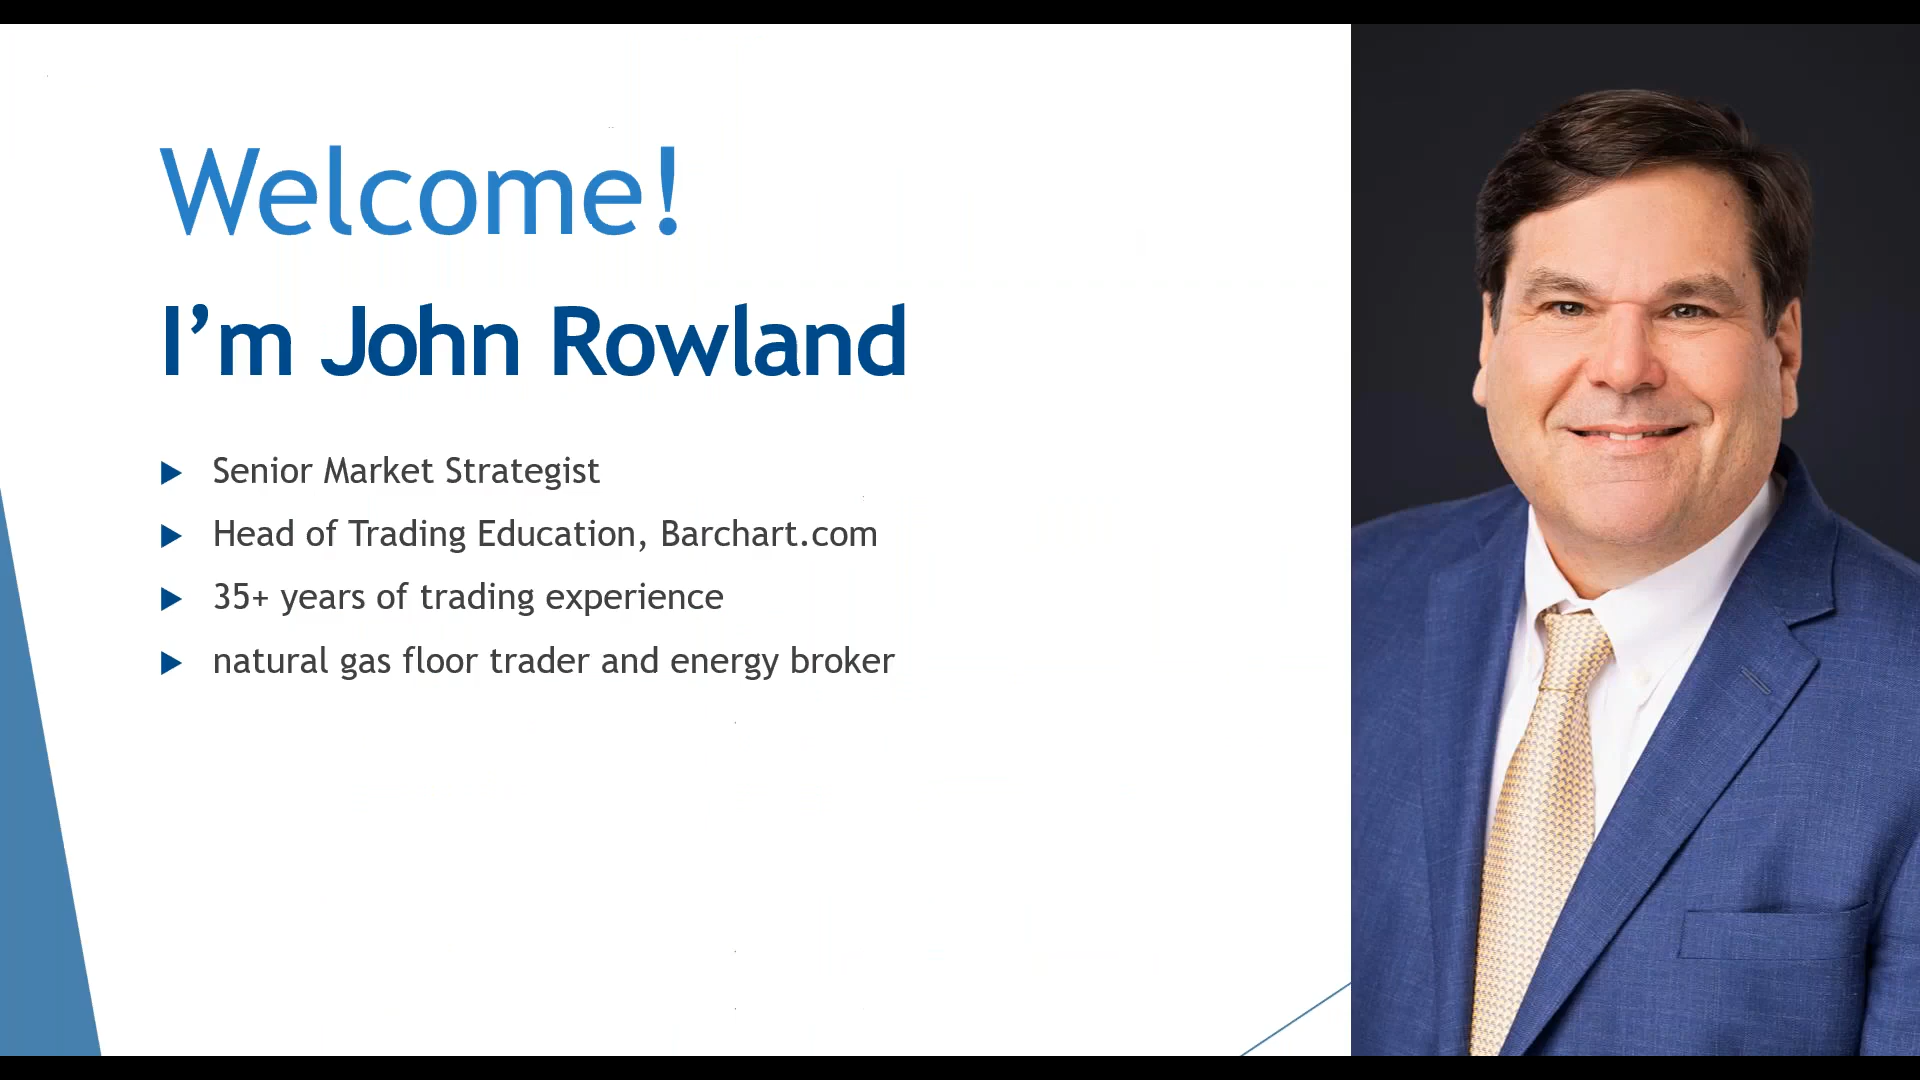 Welcome!
I’m John Rowland
Senior Market Strategist
Head of Trading Education, Barchart.com
35+ years of trading experience
natural gas floor trader and energy broker